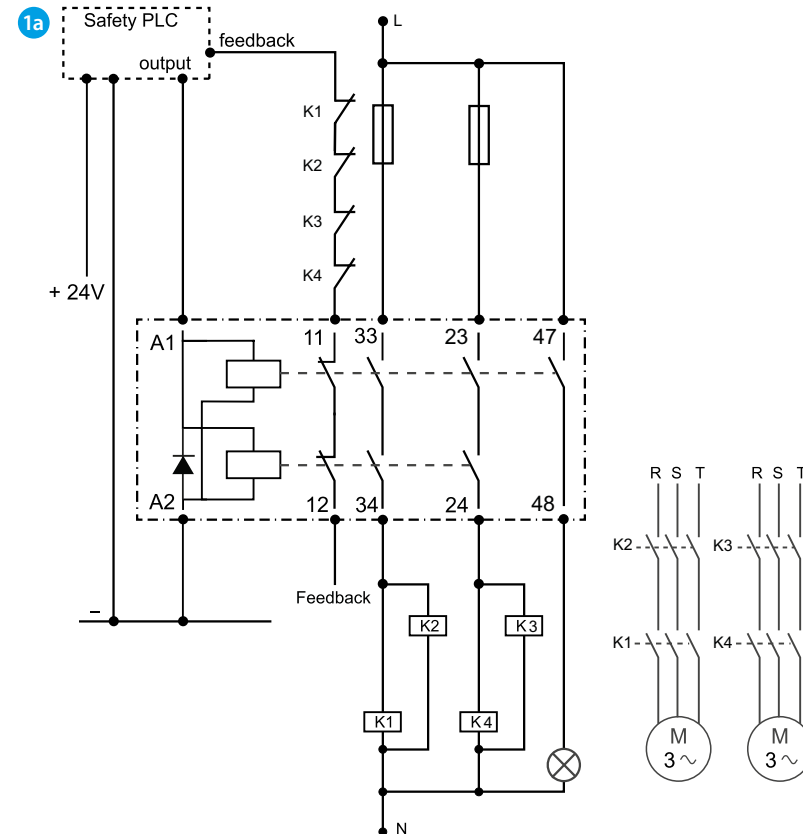 1a
Safety PLC
output
feedback
L
K1
K2
K3
K4
+ 24V
A1
11
33
23
47
A2
12
34
24
48
–
Feedback
K2
K3
K1
K4
N
R S T
R S T
K2
K3
K1
K4
M
3~
M
3~